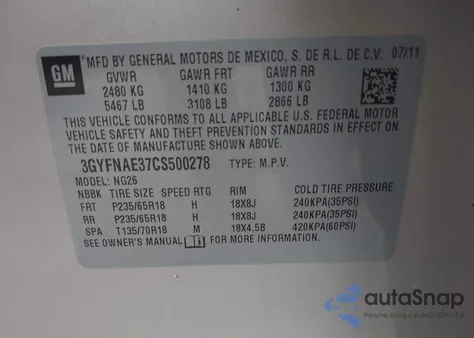 GM
MFD BY GENERAL MOTORS DE MEXICO, S. DE R.L. DE C.V. 07/11
GVWR GAWR FRT GAWR RR
2480 KG 1410 KG 1300 KG
5467 LB 3108 LB 2866 LB
THIS VEHICLE CONFORMS TO ALL APPLICABLE U.S. FEDERAL MOTOR
VEHICLE SAFETY AND THEFT PREVENTION STANDARDS IN EFFECT ON
THE DATE OF MANUFACTURE SHOWN ABOVE.
3GYFNAE37CS500278 TYPE: M.P.V.
MODEL: NG26
NBBK TIRE SIZE SPEED RTG RIM COLD TIRE PRESSURE
FRT P235/65R18 H 18X8J 240KPA(35PSI)
RR P235/65R18 H 18X8J 240KPA(35PSI)
SPA T135/70R18 M 18X4.5B 420KPA(60PSI)
SEE OWNER'S MANUAL FOR MORE INFORMATION.
autaSnap
Pewne auta z aukcji USA